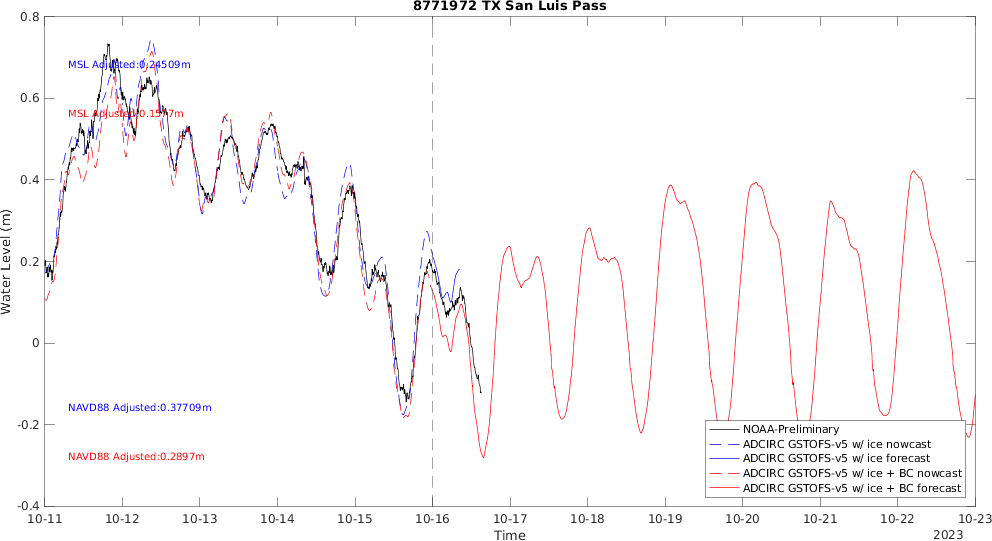 8771972 TX San Luis Pass
0.8
0.6
0.4
0.2
0
-0.2
-0.4
Water Level (m)
MSL Adjusted:0.24509m
MSL Adjusted:
NAVD88 Adjusted:0.37709m
NAVD88 Adjusted:0.2897m
NOAA-Preliminary
ADCIRC GSTOFS-v5 w/ ice nowcast
ADCIRC GSTOFS-v5 w/ ice forecast
ADCIRC GSTOFS-v5 w/ ice + BC nowcast
ADCIRC GSTOFS-v5 w/ ice + BC forecast
10-11 10-12 10-13 10-14 10-15 10-16 10-17 10-18 10-19 10-20 10-21 10-22 10-23
Time
2023